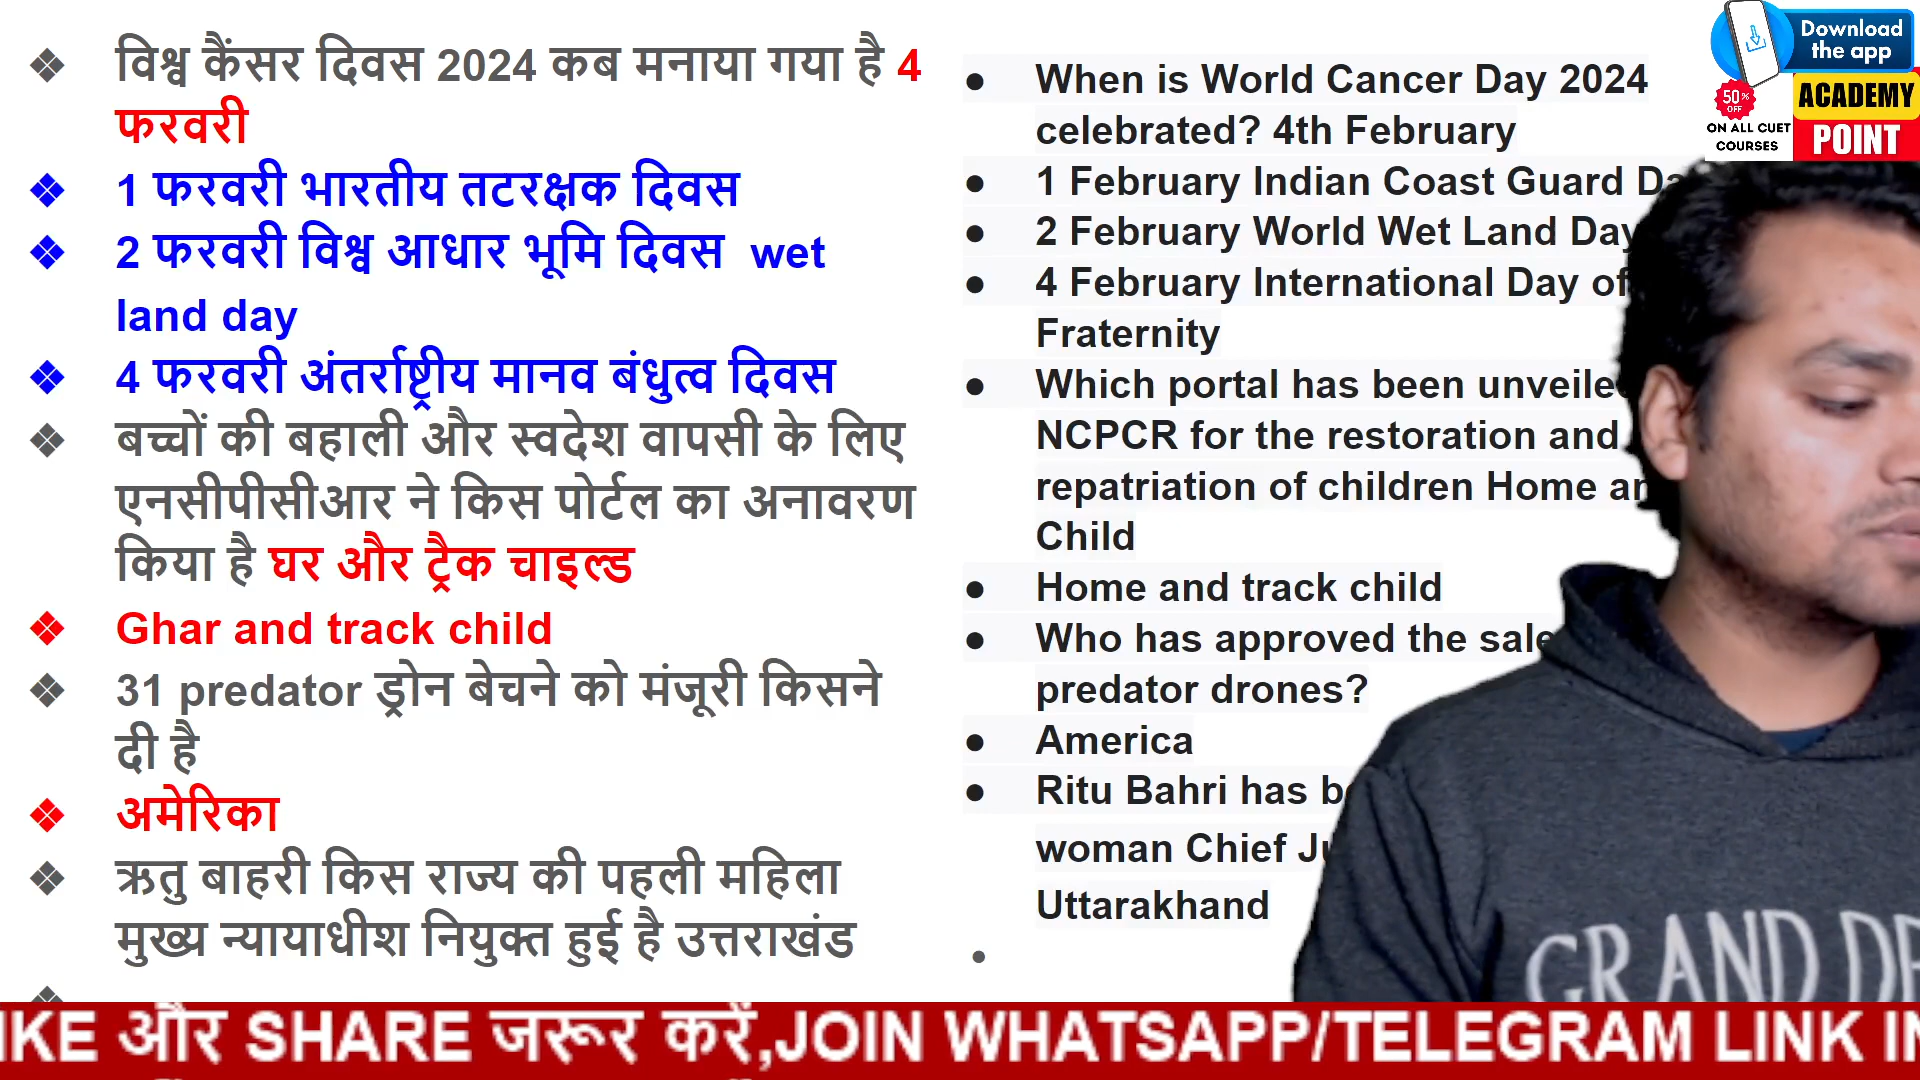 विश्व कैंसर दिवस 2024 कब मनाया गया है 4
फरवरी
1 फरवरी भारतीय तटरक्षक दिवस
2 फरवरी विश्व आधार भूमि दिवस wet
land day
4 फरवरी अंतर्राष्ट्रीय मानव बंधुत्व दिवस
बच्चों की बहाली और स्वदेश वापसी के लिए
एनसीपीसीआर ने किस पोर्टल का अनावरण
किया है घर और ट्रैक चाइल्ड
Ghar and track child
31 predator ड्रोन बेचने को मंजूरी किसने
दी है
अमेरिका
ऋतु बाहरी किस राज्य की पहली महिला
मुख्य न्यायाधीश नियुक्त हुई है उत्तराखंड
When is World Cancer Day 2024
celebrated? 4th February
1 February Indian Coast Guard
2 February World Wet Land Day
4 February International Day of
Fraternity
Which portal has been
NCPCR for the restoration and
repatriation of children Home
Child
Home and track child
Who has approved the sale
predator drones?
America
Ritu Bahri has
woman Chief
Uttarakhand
Download
the app
50% OFF
ON ALL CUET
COURSES
ACADEMY
POINT
GRAND
और SHARE जरूर करें,JOIN WHATSAPP/TELEGRAM LINK